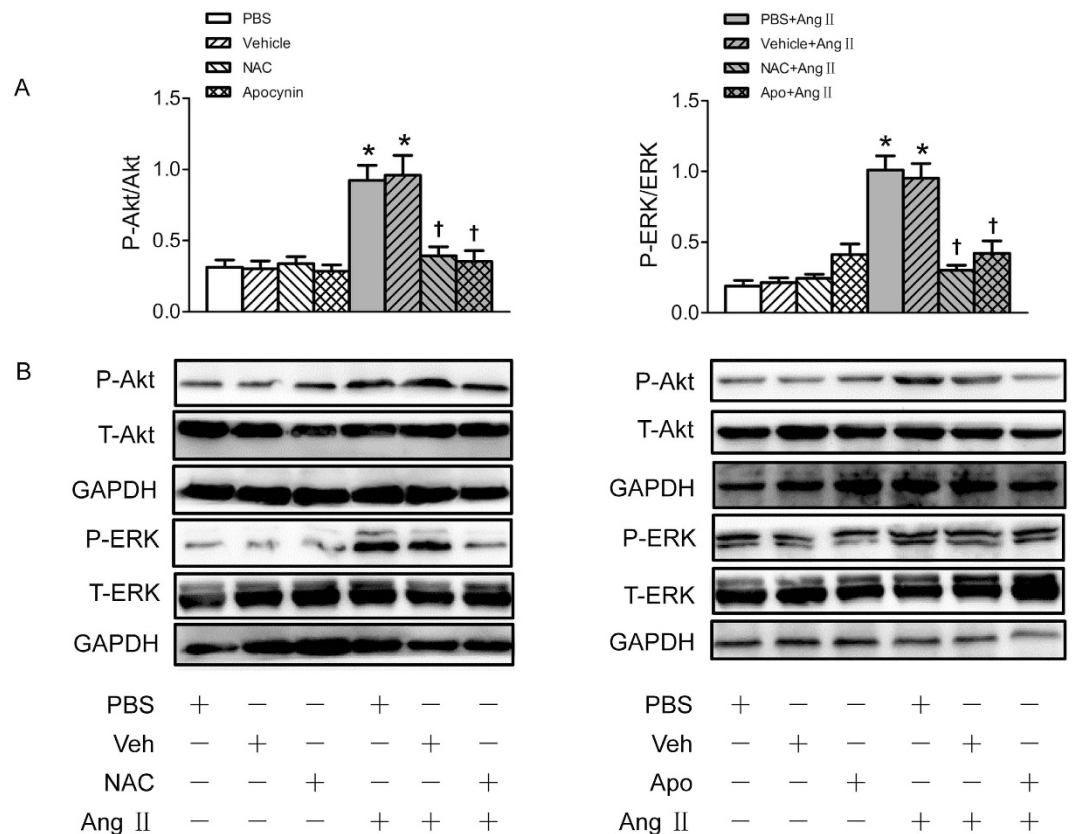 PBS
Vehicle
NAC
Apocynin
PBS+Ang Ⅱ
Vehicle+Ang Ⅱ
NAC+Ang Ⅱ
Apo+Ang Ⅱ
A
P-Akt/Akt
1.5
1.0
0.5
0.0
* * † †
P-ERK/ERK
1.5
1.0
0.5
0.0
* * † †
B
P-Akt
T-Akt
GAPDH
P-ERK
T-ERK
GAPDH
PBS + − − + − −
Veh − + − − + −
NAC − − + − − +
Ang Ⅱ − − − + + +
P-Akt
T-Akt
GAPDH
P-ERK
T-ERK
GAPDH
PBS + − − + − −
Veh − + − − + −
Apo − − + − − +
Ang Ⅱ − − − + + +